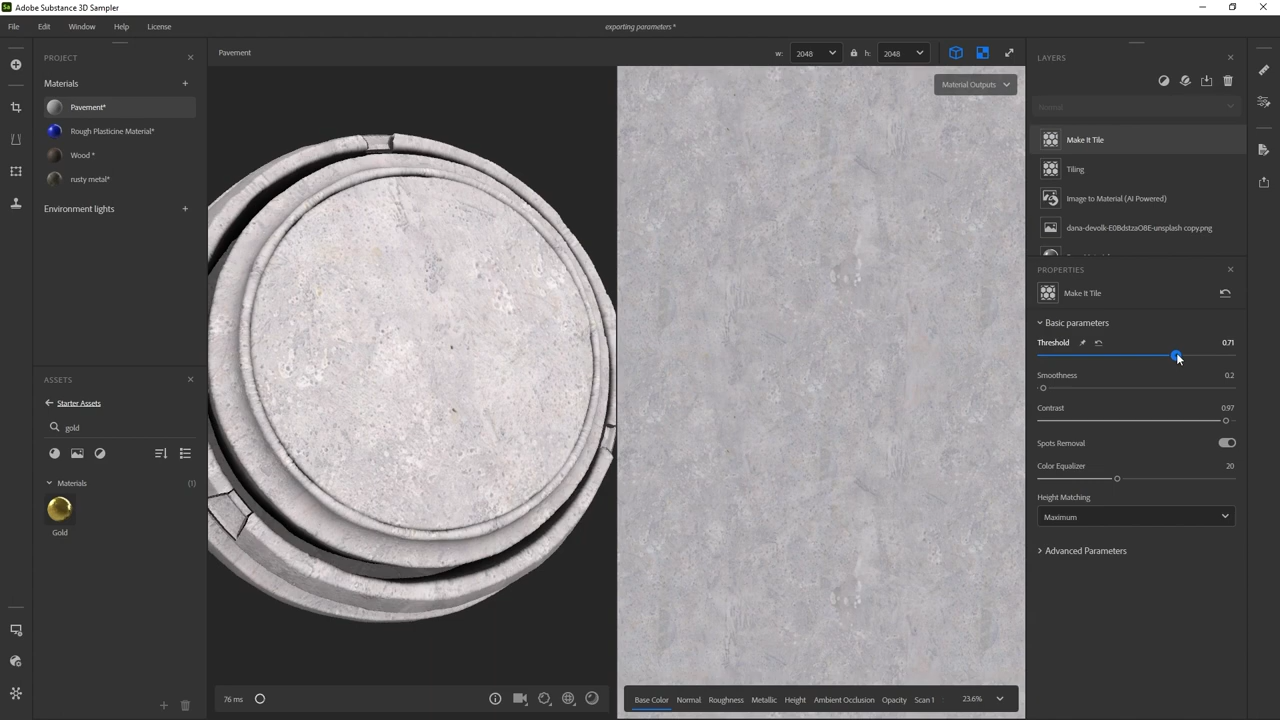 Sa Adobe Substance 3D Sampler
File Edit Window Help License
exporting parameters *
PROJECT
Materials
Pavement*
Rough Plasticine Material*
Wood *
rusty metal*
Environment lights
ASSETS
Starter Assets
gold
Materials (1)
Gold
Pavement
w: 2048 h: 2048
Material Outputs
76 ms
Base Color Normal Roughness Metallic Height Ambient Occlusion Opacity Scan 1 23.6%
LAYERS
Normal
Make It Tile
Tiling
Image to Material (AI Powered)
dana-devolk-E0BdstzaO8E-unsplash copy.png
PROPERTIES
Make It Tile
Basic parameters
Threshold 0.71
Smoothness 0.2
Contrast 0.97
Spots Removal
Color Equalizer 20
Height Matching
Maximum
Advanced Parameters